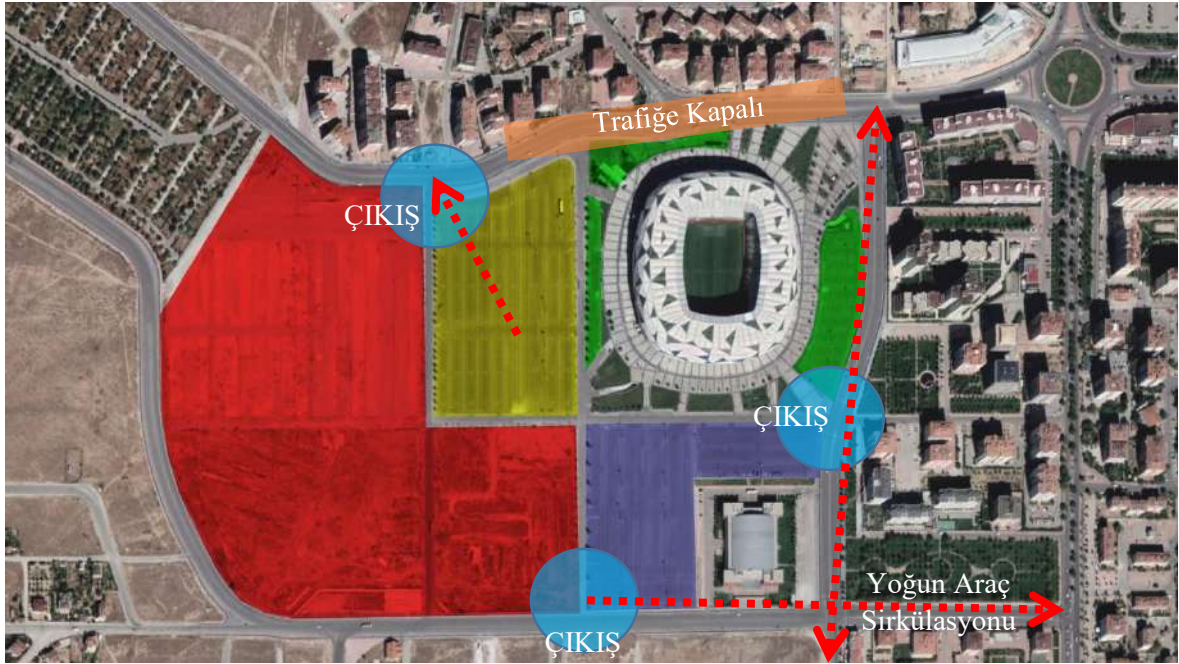 Trafiğe Kapalı
ÇIKIŞ
ÇIKIŞ
Yoğun Araç
Sirkülasyonu
ÇIKIŞ